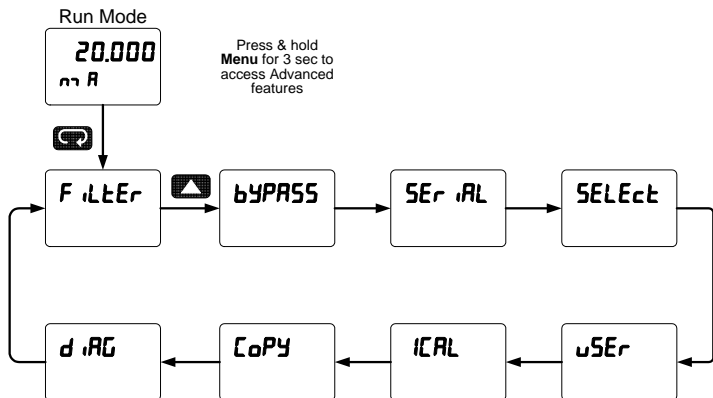 Run Mode
20.000
mA
Press & hold
Menu for 3 sec to
access Advanced
features
FiLtEr
bYPASS
SEriAL
SELEct
diAG
CoPY
ICAL
uSEr